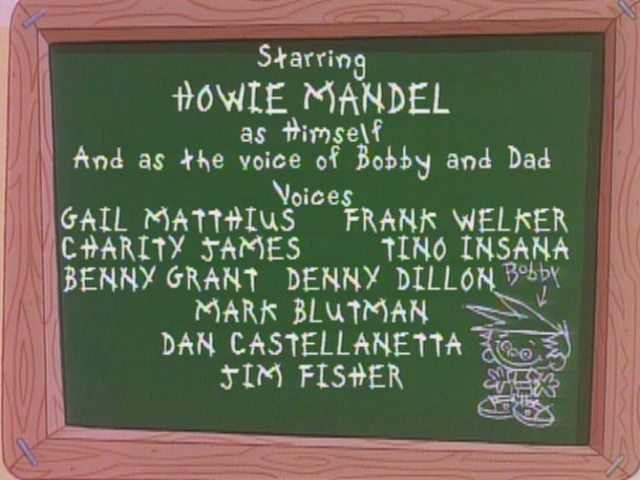 Starring
HOWIE MANDEL
as Himself
And as the voice of Bobby and Dad
Voices
GAIL MATTHIUS FRANK WELKER
CHARITY JAMES TINO INSANA
BENNY GRANT DENNY DILLON
Bobby
MARK BLUTMAN
DAN CASTELLANETTA
JIM FISHER